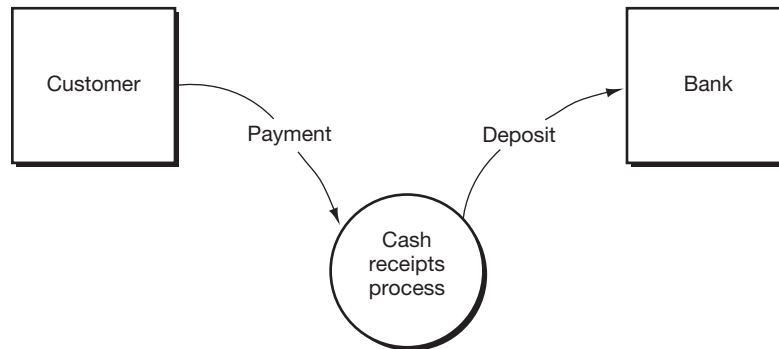 Customer
Bank
Payment
Deposit
Cash
receipts
process